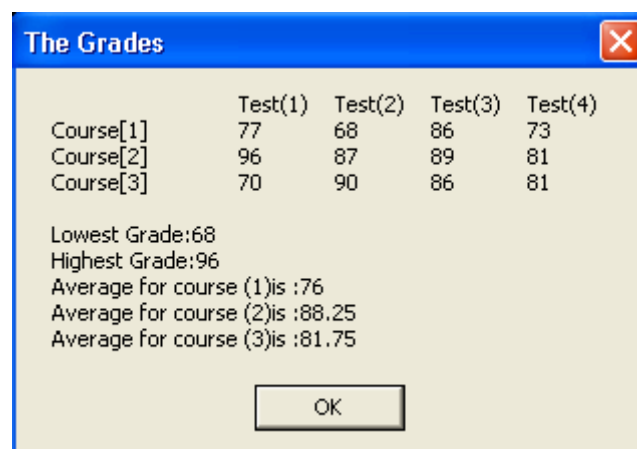 The Grades
Test(1) Test(2) Test(3) Test(4)
Course[1] 77 68 86 73
Course[2] 96 87 89 81
Course[3] 70 90 86 81
Lowest Grade:68
Highest Grade:96
Average for course (1)is :76
Average for course (2)is :88.25
Average for course (3)is :81.75
OK